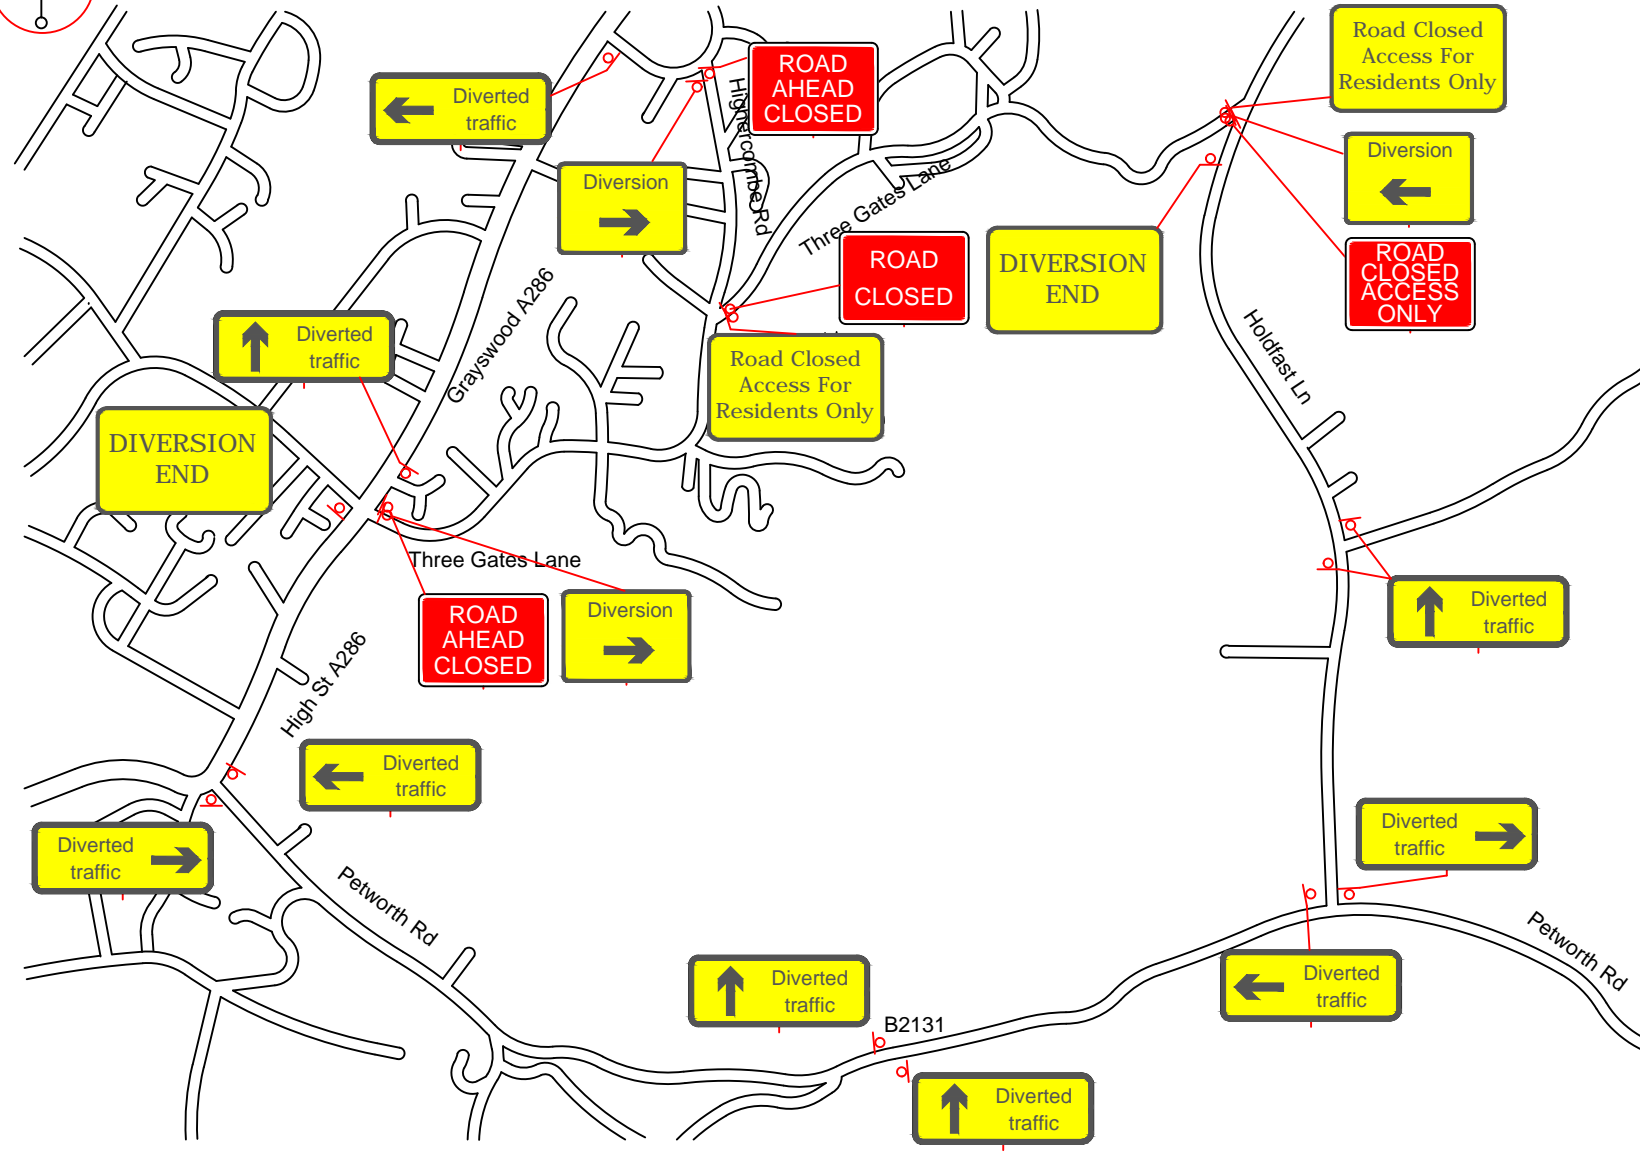 Road Closed
Access For
Residents Only
ROAD
AHEAD
CLOSED
Diverted
traffic
Highercombe Rd
Diversion
Diversion
Three Gates Lane
ROAD
CLOSED
DIVERSION
END
ROAD
CLOSED
ACCESS
ONLY
Grayswood A286
Diverted
traffic
Holdfast Ln
Road Closed
Access For
Residents Only
DIVERSION
END
Three Gates Lane
ROAD
AHEAD
CLOSED
Diversion
Diverted
traffic
High St A286
Diverted
traffic
Diverted
traffic
Diverted
traffic
Petworth Rd
Petworth Rd
Diverted
traffic
Diverted
traffic
B2131
Diverted
traffic